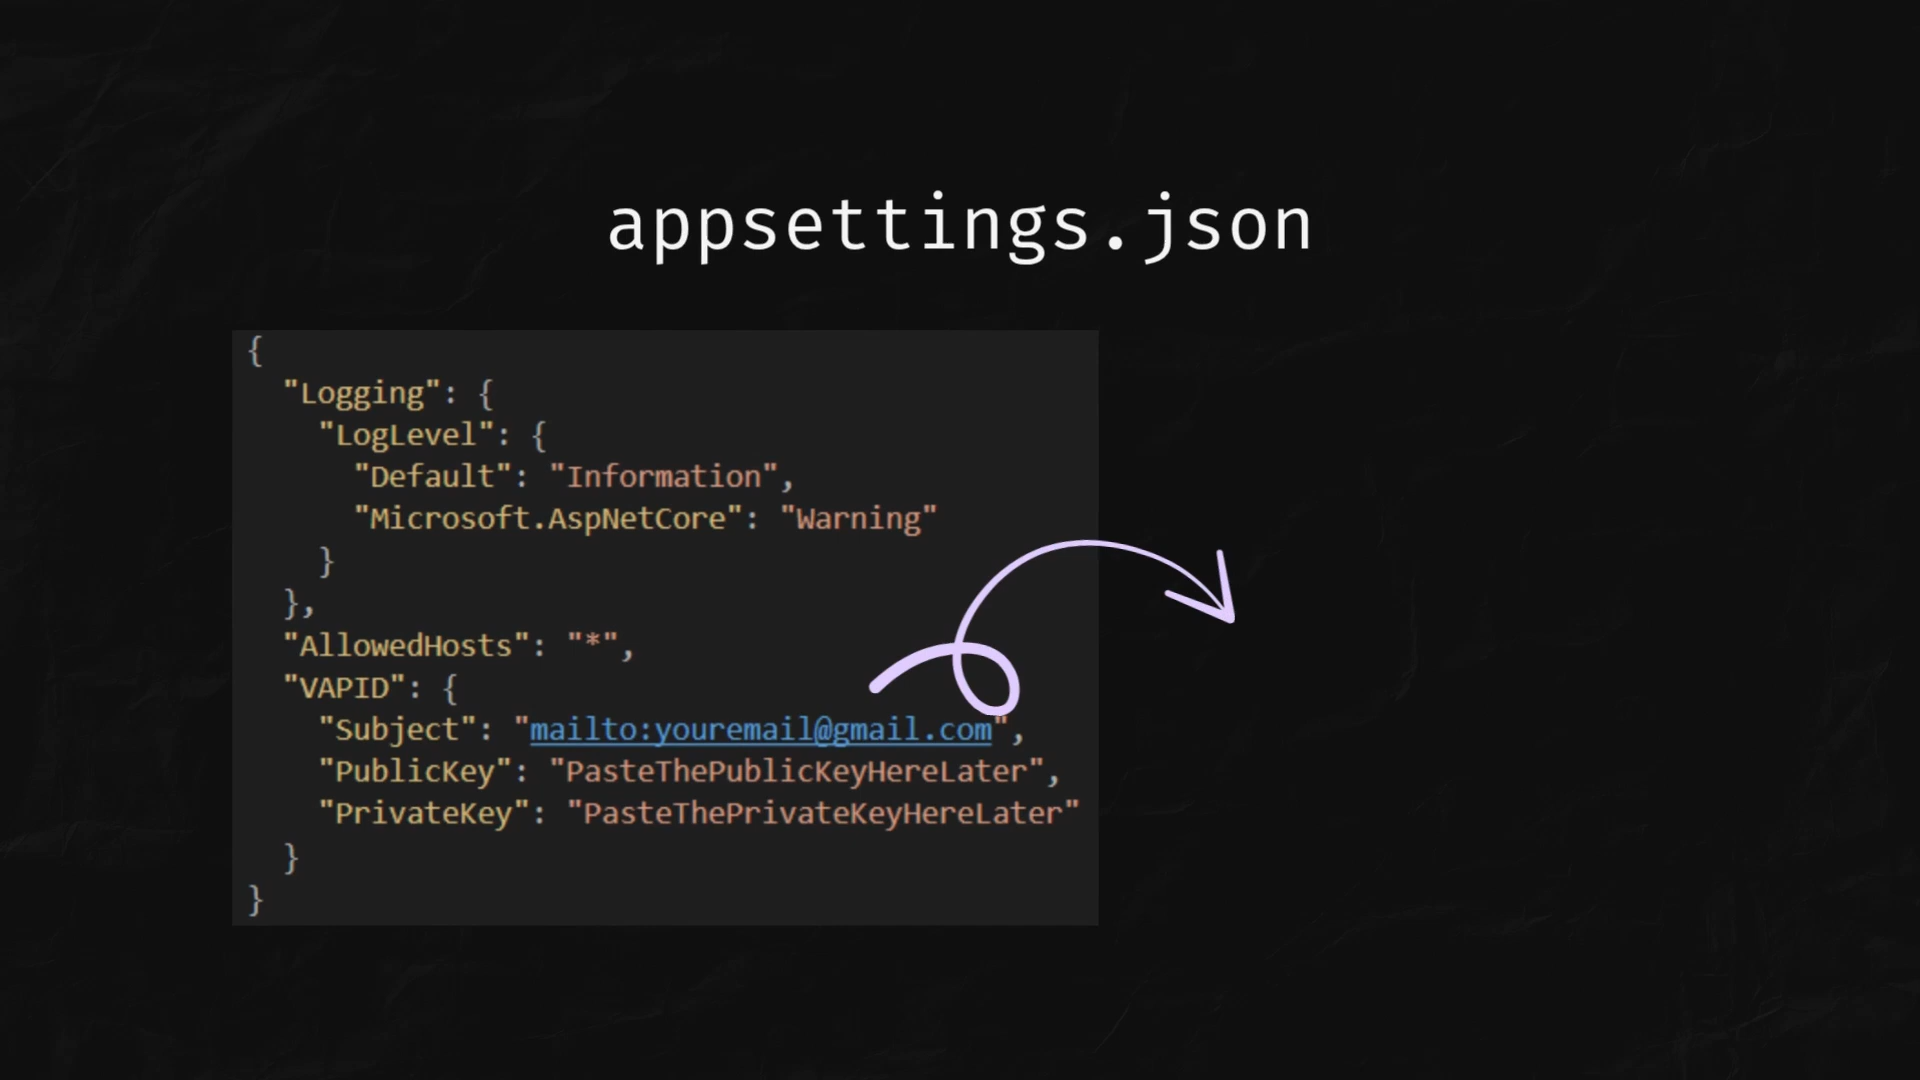 appsettings.json
{
  "Logging": {
    "LogLevel": {
      "Default": "Information",
      "Microsoft.AspNetCore": "Warning"
    }
  },
  "AllowedHosts": "*",
  "VAPID": {
    "Subject": "mailto:youremail@gmail.com",
    "PublicKey": "PasteThePublicKeyHereLater",
    "PrivateKey": "PasteThePrivateKeyHereLater"
  }
}